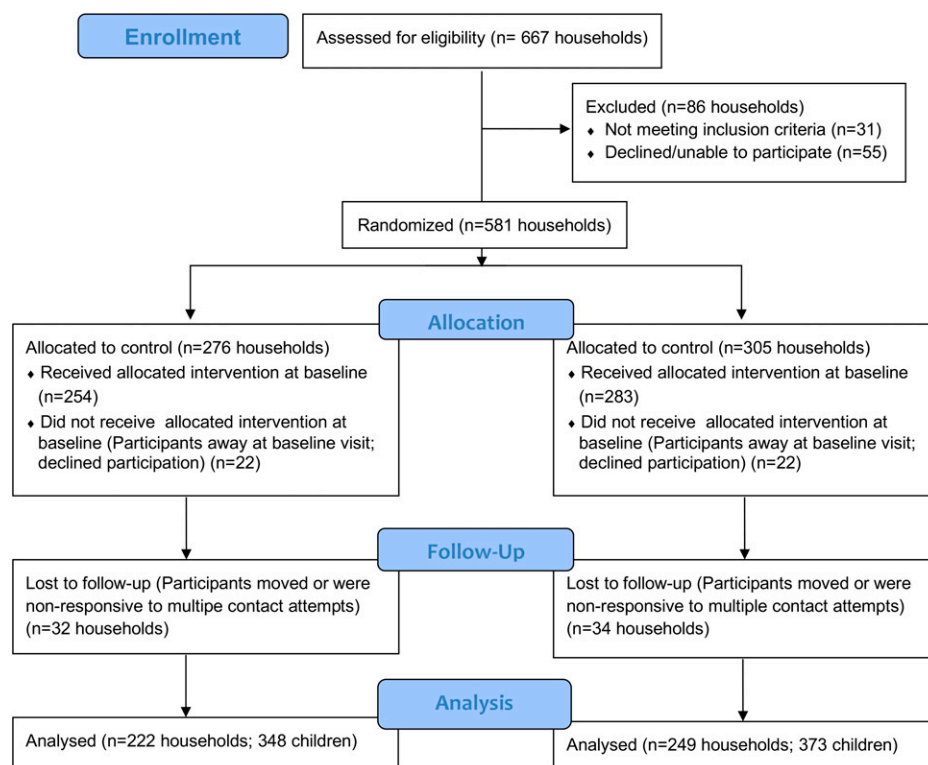 Enrollment
Assessed for eligibility (n= 667 households)
Excluded (n=86 households)
♦ Not meeting inclusion criteria (n=31)
♦ Declined/unable to participate (n=55)
Randomized (n=581 households)
Allocation
Allocated to control (n=276 households)
♦ Received allocated intervention at baseline
(n=254)
♦ Did not receive allocated intervention at
baseline (Participants away at baseline visit;
declined participation) (n=22)
Allocated to control (n=305 households)
♦ Received allocated intervention at baseline
(n=283)
♦ Did not receive allocated intervention at
baseline (Participants away at baseline visit;
declined participation) (n=22)
Follow-Up
Lost to follow-up (Participants moved or were
non-responsive to multipe contact attempts)
(n=32 households)
Lost to follow-up (Participants moved or were
non-responsive to multiple contact attempts)
(n=34 households)
Analysis
Analysed (n=222 households; 348 children)
Analysed (n=249 households; 373 children)